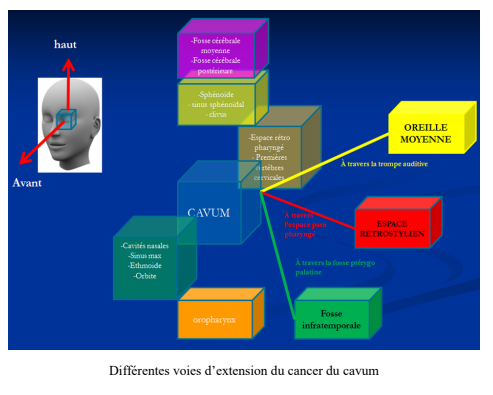 haut
Avant
-Fosse cérébrale
moyenne
-Fosse cérébrale
postérieure
-Sphénoïde
- sinus sphénoïdal
- clivus
-Espace rétro
pharyngé
- Premières
vertèbres
cervicales
CAVUM
-Cavités nasales
-Sinus max
-Ethmoïde
-Orbite
oropharynx
OREILLE
MOYENNE
À travers la trompe auditive
À travers
l'espace para
pharyngé
ESPACE
RETROSTYLIEN
À travers la fosse ptérygo
palatine
Fosse
infratemporale
Différentes voies d'extension du cancer du cavum